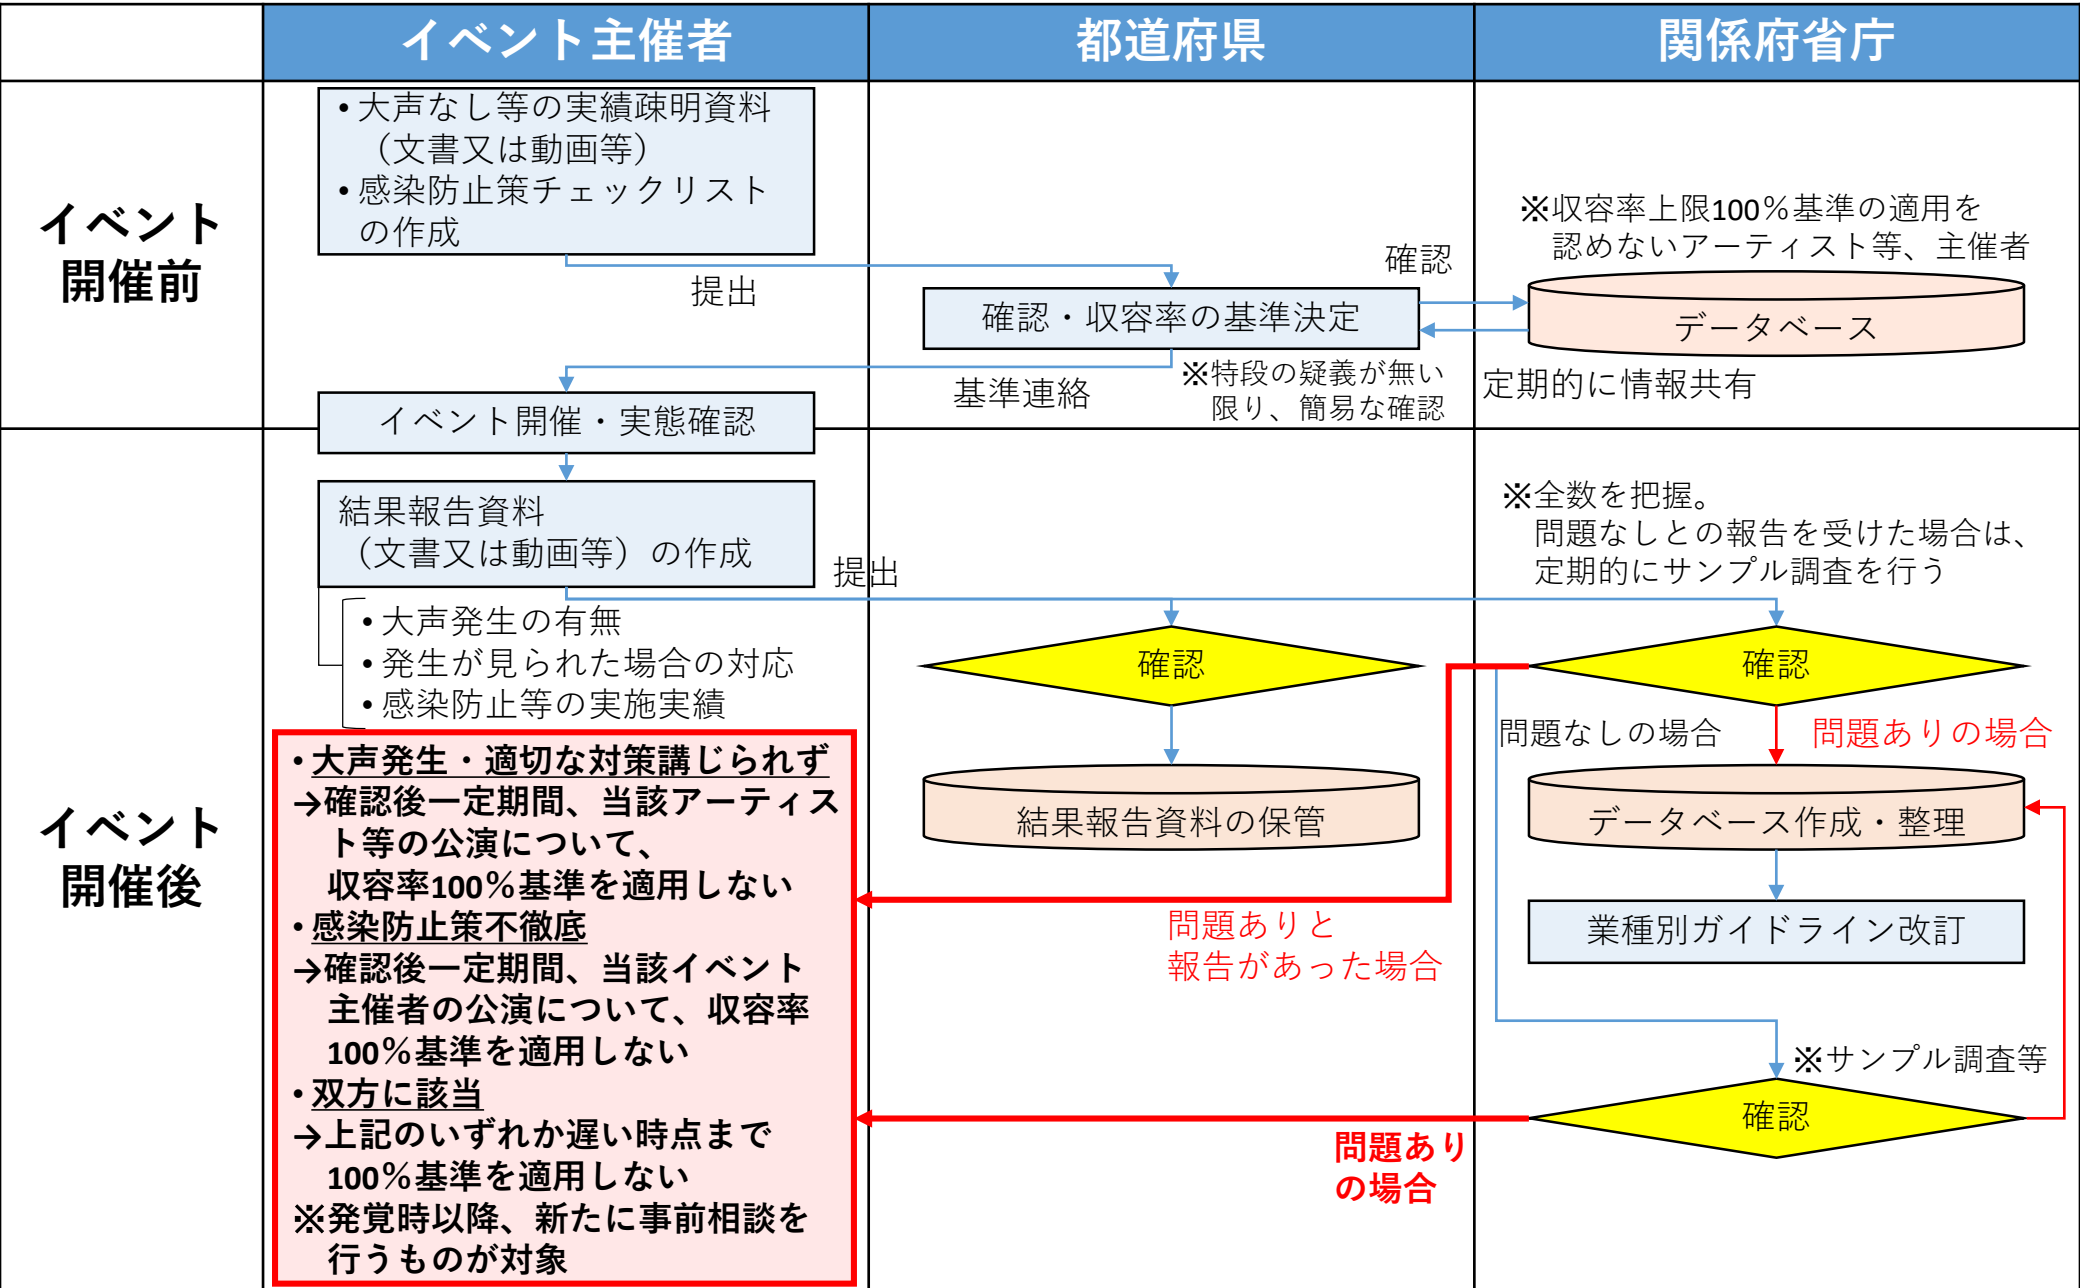 イベント主催者
都道府県
関係府省庁
イベント
開催前
• 大声なし等の実績疎明資料
（文書又は動画等）
• 感染防止策チェックリスト
の作成
提出
確認・収容率の基準決定
確認
※収容率上限100％基準の適用を
認めないアーティスト等、主催者
データベース
定期的に情報共有
※特段の疑義が無い
限り、簡易な確認
基準連絡
イベント開催・実態確認
イベント
開催後
結果報告資料
（文書又は動画等）の作成
提出
• 大声発生の有無
• 発生が見られた場合の対応
• 感染防止等の実施実績
※全数を把握。
問題なしとの報告を受けた場合は、
定期的にサンプル調査を行う
確認
確認
問題なしの場合
問題ありの場合
結果報告資料の保管
データベース作成・整理
業種別ガイドライン改訂
問題ありと
報告があった場合
※サンプル調査等
確認
問題あり
の場合
• 大声発生・適切な対策講じられず
→確認後一定期間、当該アーティス
ト等の公演について、
収容率100％基準を適用しない
• 感染防止策不徹底
→確認後一定期間、当該イベント
主催者の公演について、収容率
100％基準を適用しない
• 双方に該当
→上記のいずれか遅い時点まで
100％基準を適用しない
※発覚時以降、新たに事前相談を
行うものが対象